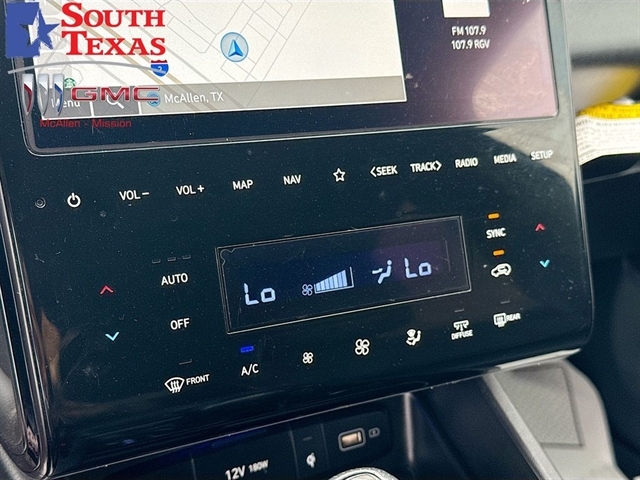 SOUTH
TEXAS
GMC
McAllen - Mission
2
McALLEN, TX
FM 107.9
107.9 RGV
VOL−
VOL+
MAP
NAV
☆
<SEEK
TRACK>
RADIO
MEDIA
SETUP
AUTO
SYNC
Lo
Lo
OFF
FRONT
A/C
DIFFUSE
REAR
12V 180W